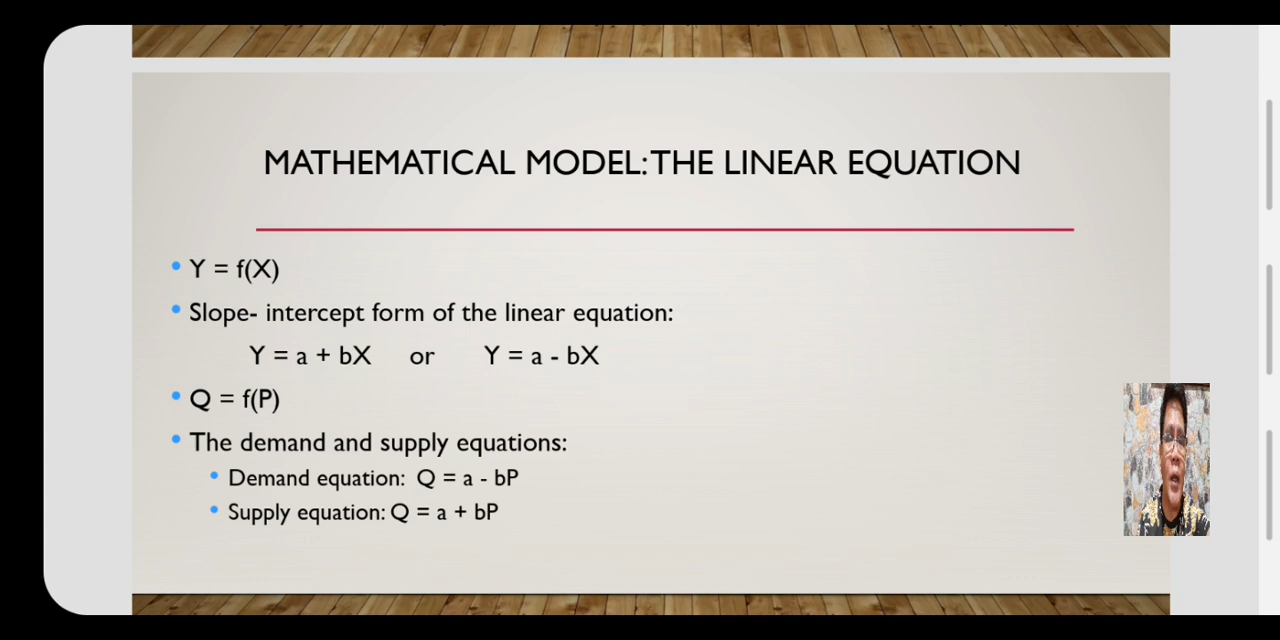 MATHEMATICAL MODEL: THE LINEAR EQUATION
Y = f(X)
Slope- intercept form of the linear equation:
Y = a + bX or Y = a - bX
Q = f(P)
The demand and supply equations:
Demand equation: Q = a - bP
Supply equation: Q = a + bP